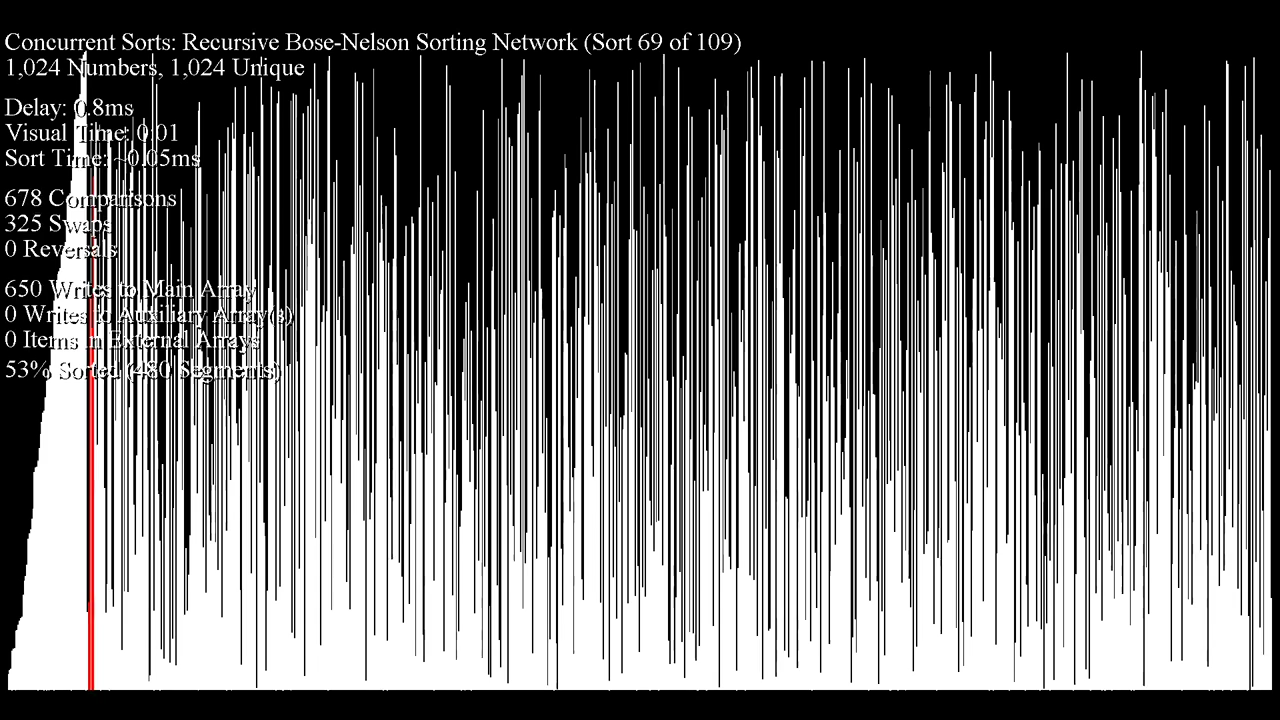 Concurrent Sorts: Recursive Bose-Nelson Sorting Network (Sort 69 of 109)
1,024 Numbers, 1,024 Unique
Delay: 0.8ms
Visual Time: 0:01
Sort Time: ~0.05ms
678 Comparisons
325 Swaps
0 Reversals
650 Writes to Main Array
0 Writes to Auxiliary Array(s)
0 Items in External Arrays
53% Sorted (480 Segments)